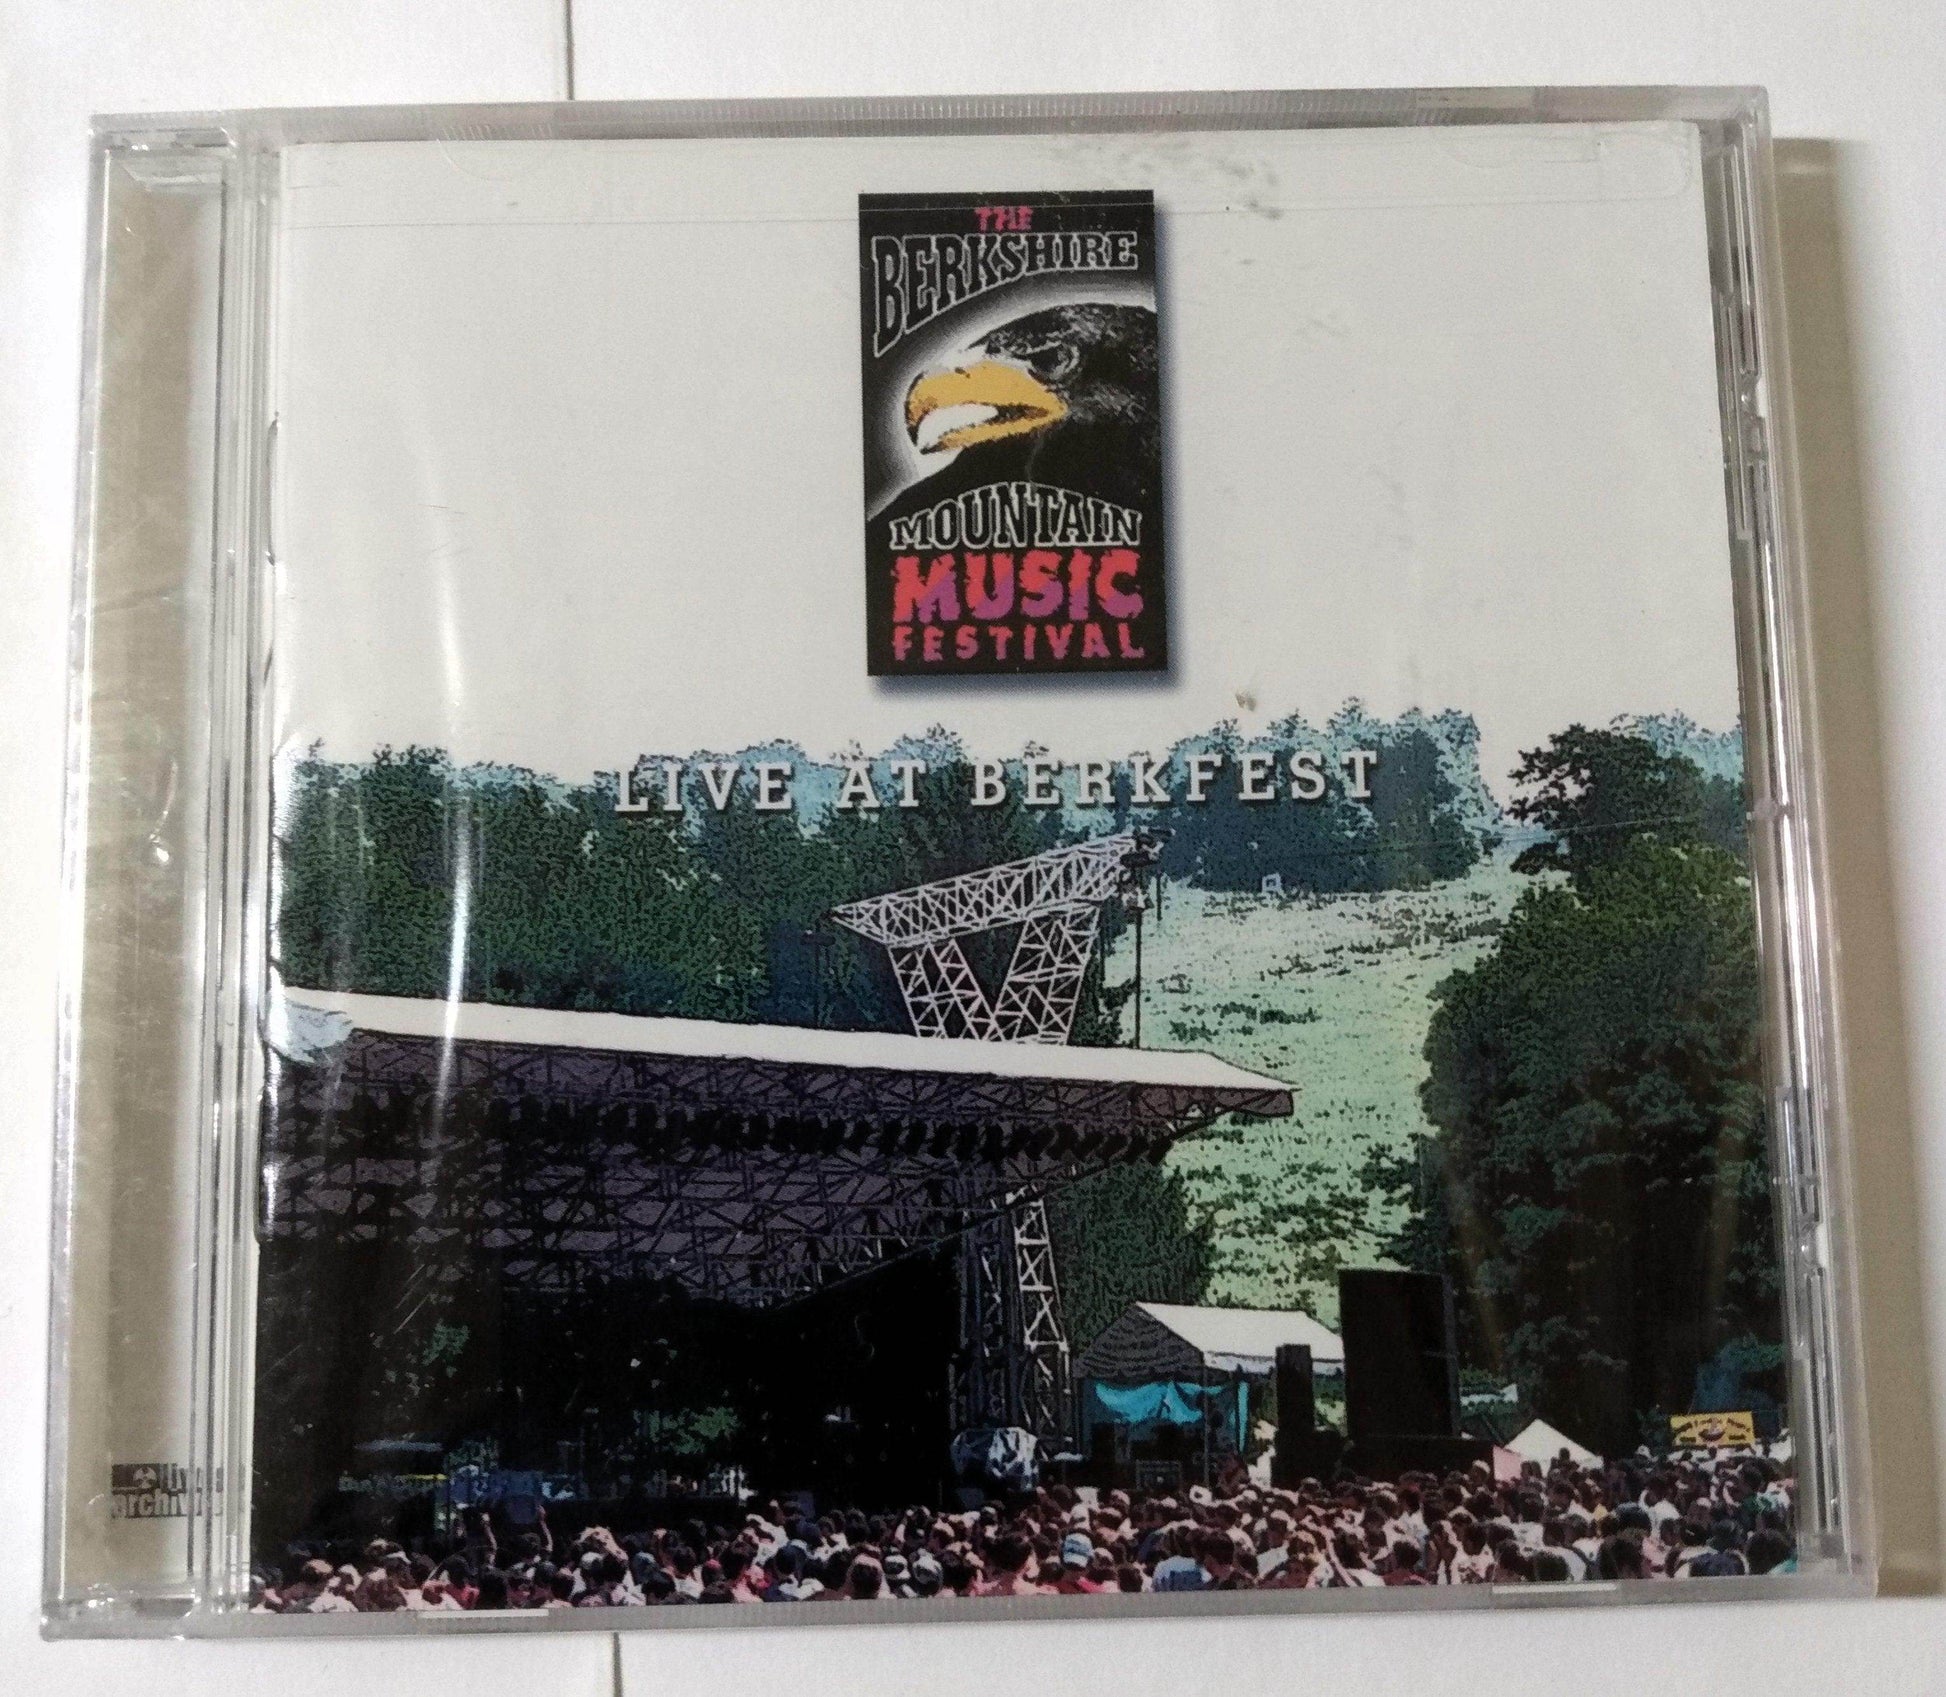 THE
BERKSHIRE
MOUNTAIN
MUSIC
FESTIVAL
LIVE AT BERKFEST